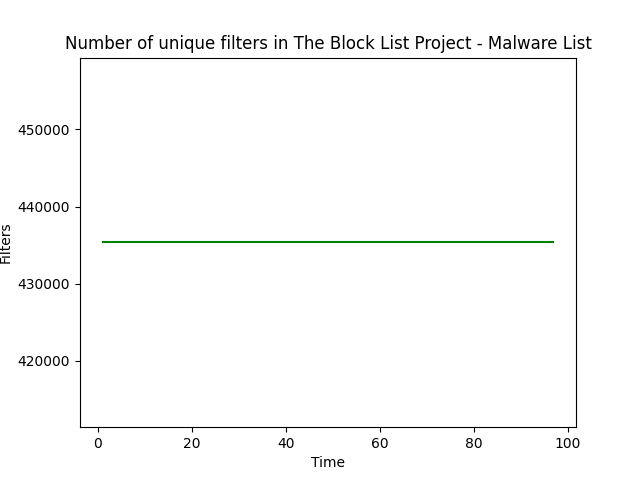 Number of unique filters in The Block List Project - Malware List
450000
440000
430000
420000
Filters
0 20 40 60 80 100
Time